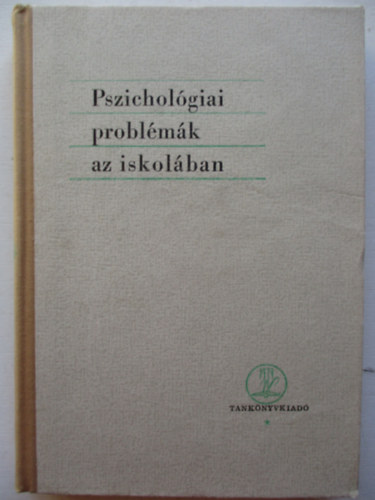 Pszichológiai
problémák
az iskolában
TANKÖNYVKIADÓ